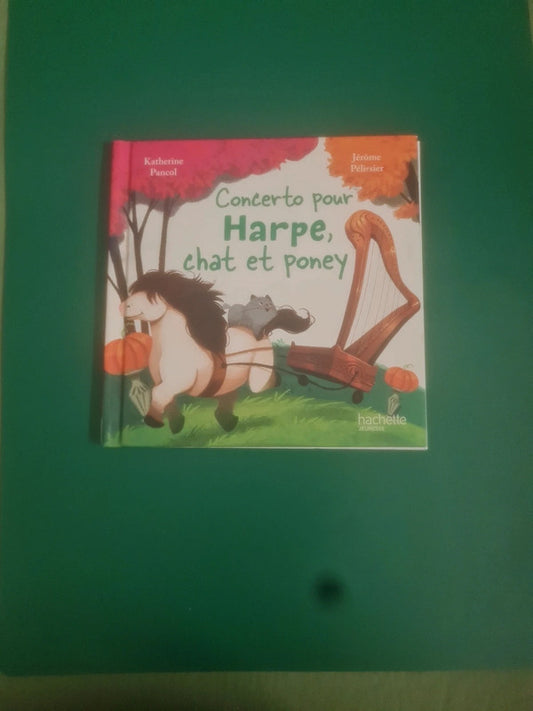 Katherine
Pancol
Jérôme
Pélissier
Concerto pour
Harpe,
chat et poney
hachette
JEUNESSE